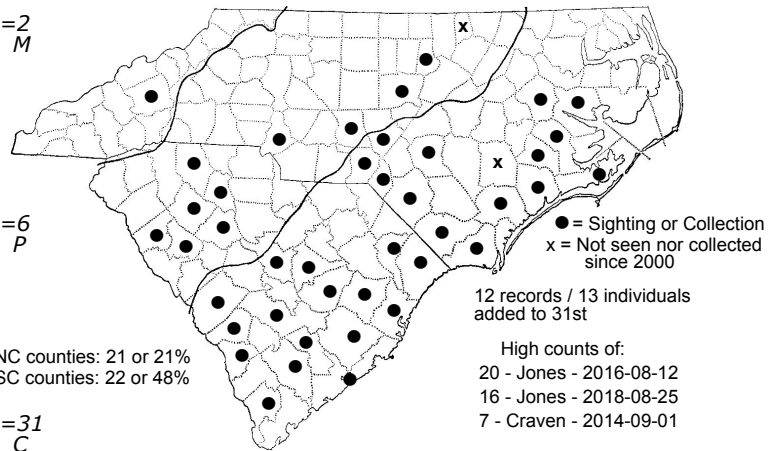 =2
M
x
x
=6
P
● = Sighting or Collection
x = Not seen nor collected
since 2000
12 records / 13 individuals
added to 31st
NC counties: 21 or 21%
SC counties: 22 or 48%
High counts of:
20 - Jones - 2016-08-12
16 - Jones - 2018-08-25
7 - Craven - 2014-09-01
=31
C